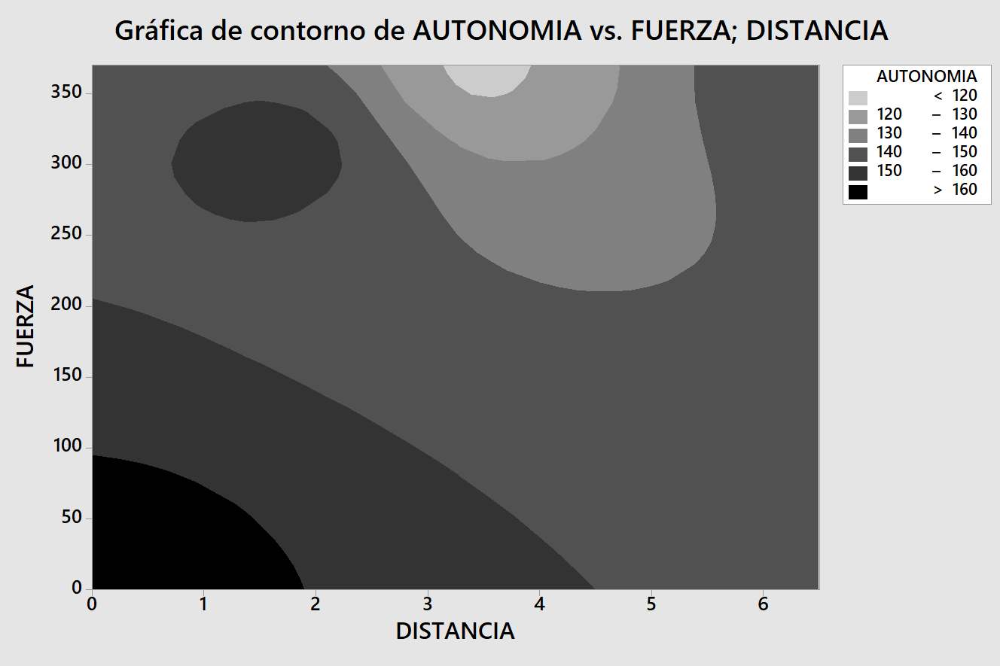 Gráfica de contorno de AUTONOMIA vs. FUERZA; DISTANCIA
AUTONOMIA
< 120
120 – 130
130 – 140
140 – 150
150 – 160
> 160
FUERZA
350
300
250
200
150
100
50
0
0 1 2 3 4 5 6
DISTANCIA